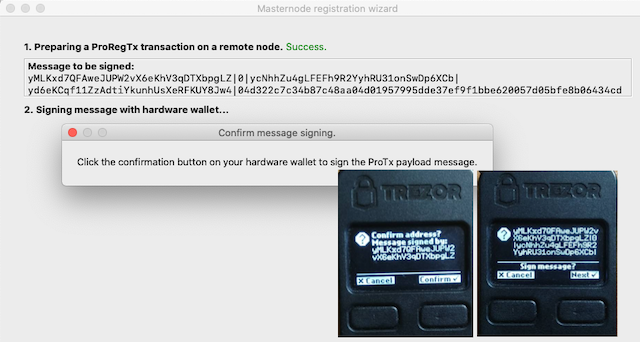 Masternode registration wizard
1. Preparing a ProRegTx transaction on a remote node. Success.
Message to be signed:
yMLKxd7QFAweJUPW2vX6eKhV3qDTXbpgLZ|0|ycNhhZu4gLFEFh9R2YyhRU31onSwDp6XCb|
yd6eKCqf11ZzAdtiYkunhUsXeRFKUY8Jw4|04d322c7c34b87c48aa04d01957995dde37ef9f1bbe620057d05bfe8b06434cd
2. Signing message with hardware wallet...
Confirm message signing.
Click the confirmation button on your hardware wallet to sign the ProTx payload message.
TREZOR
Confirm address?
Message signed by:
yMLKxd7QFAweJUPW2
vX6eKhV3qDTXbpgLZ
Cancel Confirm
TREZOR
yMLKxd7QFAweJUPW2v
X6eKhV3qDTXbpgLZ|0
|ycNhhZu4gLFEFh9R2
YyhRU31onSwDp6XCb|
Sign message?
Cancel Next